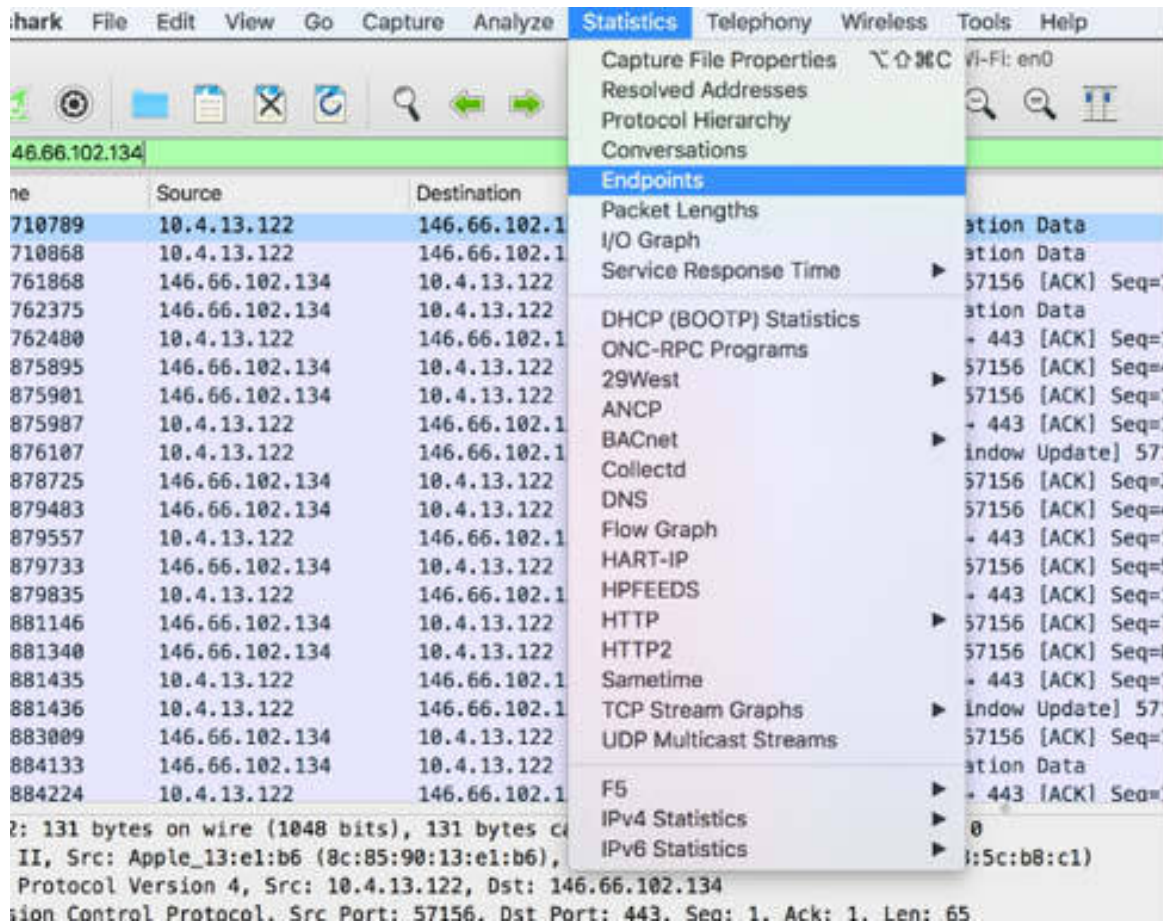 shark File Edit View Go Capture Analyze Statistics Telephony Wireless Tools Help
Capture File Properties ⌥⇧⌘C
Wi-Fi: en0
Resolved Addresses
Protocol Hierarchy
Conversations
Endpoints
Packet Lengths
I/O Graph
Service Response Time
DHCP (BOOTP) Statistics
ONC-RPC Programs
29West
ANCP
BACnet
Collectd
DNS
Flow Graph
HART-IP
HPFEEDS
HTTP
HTTP2
Sametime
TCP Stream Graphs
UDP Multicast Streams
F5
IPv4 Statistics
IPv6 Statistics
46.66.102.134
ne Source Destination
710789 10.4.13.122 146.66.102.1 ation Data
710868 10.4.13.122 146.66.102.1 ation Data
761868 146.66.102.134 10.4.13.122 57156 [ACK] Seq=
762375 146.66.102.134 10.4.13.122 ation Data
762480 10.4.13.122 146.66.102.1 443 [ACK] Seq=
875895 146.66.102.134 10.4.13.122 57156 [ACK] Seq=
875901 146.66.102.134 10.4.13.122 57156 [ACK] Seq=
875987 10.4.13.122 146.66.102.1 443 [ACK] Seq=
876107 10.4.13.122 146.66.102.1 indow Update] 57
878725 146.66.102.134 10.4.13.122 57156 [ACK] Seq=
879483 146.66.102.134 10.4.13.122 57156 [ACK] Seq=
879557 10.4.13.122 146.66.102.1 443 [ACK] Seq=
879733 146.66.102.134 10.4.13.122 57156 [ACK] Seq=
879835 10.4.13.122 146.66.102.1 443 [ACK] Seq=
881146 146.66.102.134 10.4.13.122 57156 [ACK] Seq=
881340 146.66.102.134 10.4.13.122 57156 [ACK] Seq=
881435 10.4.13.122 146.66.102.1 443 [ACK] Seq=
881436 10.4.13.122 146.66.102.1 indow Update] 57
883009 146.66.102.134 10.4.13.122 57156 [ACK] Seq=
884133 146.66.102.134 10.4.13.122 ation Data
884224 10.4.13.122 146.66.102.1 443 [ACK] Seq=
2: 131 bytes on wire (1048 bits), 131 bytes ca 0
II, Src: Apple_13:e1:b6 (8c:85:90:13:e1:b6), :5c:b8:c1)
Protocol Version 4, Src: 10.4.13.122, Dst: 146.66.102.134
sion Control Protocol, Src Port: 57156, Dst Port: 443, Seq: 1, Ack: 1, Len: 65